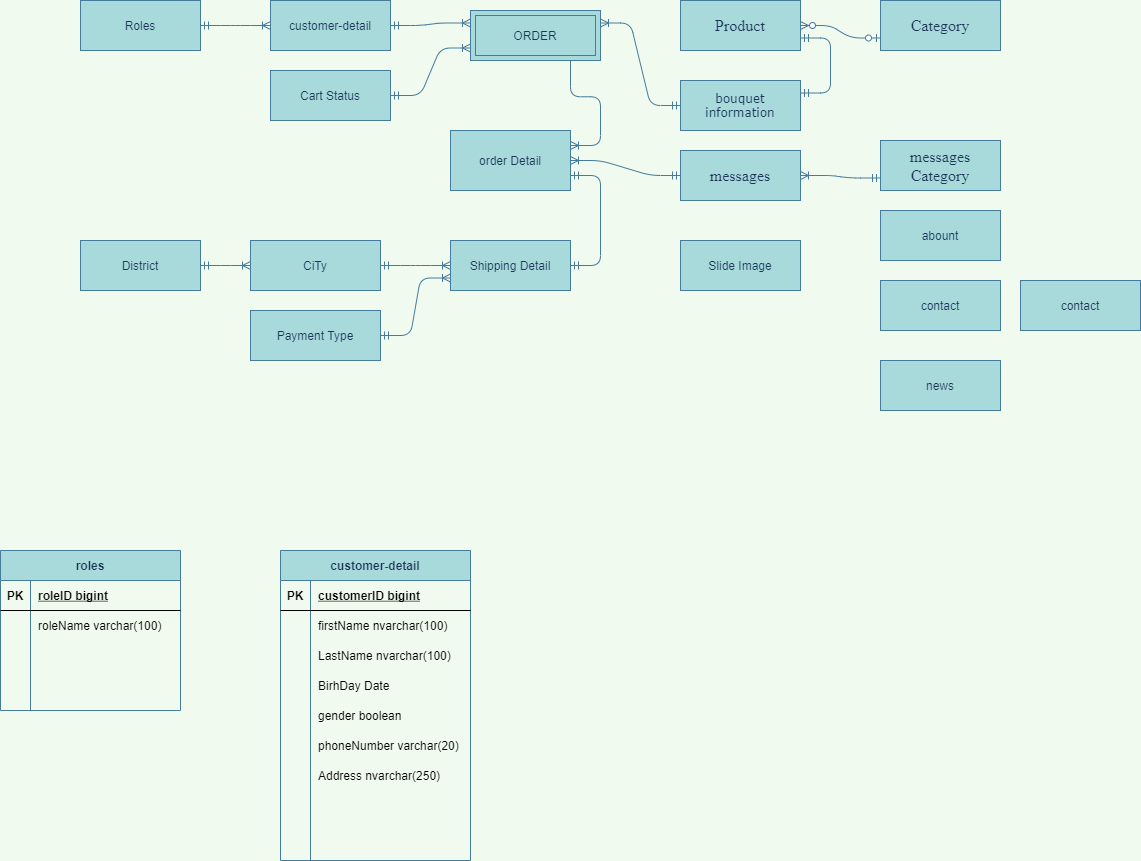 Roles
customer-detail
ORDER
Product
Category
Cart Status
bouquet
information
order Detail
messages
messages
Category
abount
District
CiTy
Shipping Detail
Slide Image
contact
contact
Payment Type
news
roles
PK roleID bigint
roleName varchar(100)
customer-detail
PK customerID bigint
firstName nvarchar(100)
LastName nvarchar(100)
BirhDay Date
gender boolean
phoneNumber varchar(20)
Address nvarchar(250)